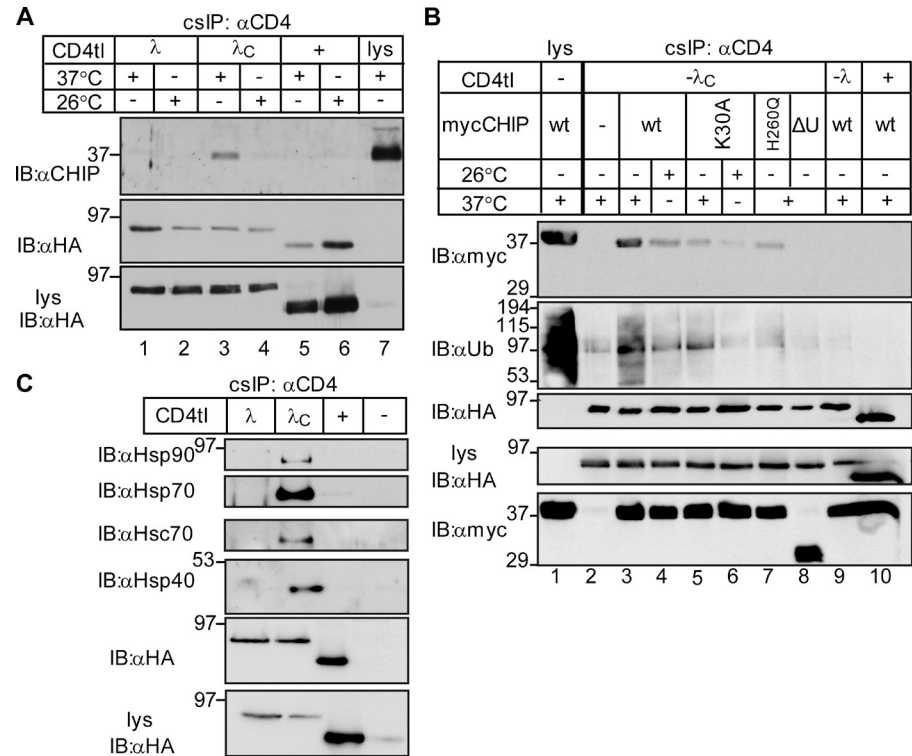 A
csIP: αCD4
CD4tl λ λC + lys
37°C + - + - + - +
26°C - + - + - + -
37
IB:αCHIP
97
IB:αHA
97
lys
IB:αHA
1 2 3 4 5 6 7
B
lys csIP: αCD4
CD4tl - -λC -λ +
mycCHIP wt - wt K30A H260Q ΔU wt wt
26°C - - - + - + - - - -
37°C + + + - + - + + +
37
IB:αmyc
29
194
115
IB:αUb
97
53
97
IB:αHA
97
lys
IB:αHA
37
IB:αmyc
29
1 2 3 4 5 6 7 8 9 10
C
csIP: αCD4
CD4tl λ λC + -
97
IB:αHsp90
IB:αHsp70
IB:αHsc70
53
IB:αHsp40
97
IB:αHA
97
lys
IB:αHA